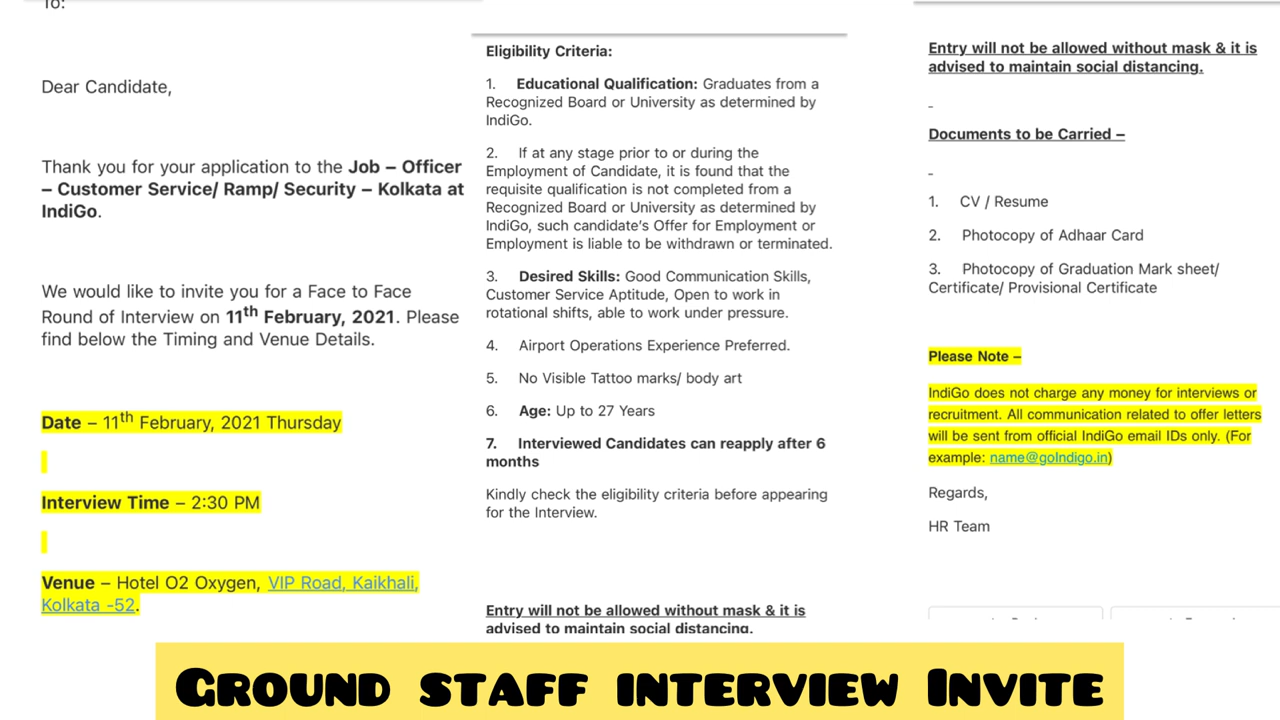 To:
Dear Candidate,
Thank you for your application to the Job – Officer
– Customer Service/ Ramp/ Security – Kolkata at
IndiGo.
We would like to invite you for a Face to Face
Round of Interview on 11th February, 2021. Please
find below the Timing and Venue Details.
Date – 11th February, 2021 Thursday
Interview Time – 2:30 PM
Venue – Hotel O2 Oxygen, VIP Road, Kaikhali,
Kolkata -52.
Eligibility Criteria:
1. Educational Qualification: Graduates from a
Recognized Board or University as determined by
IndiGo.
2. If at any stage prior to or during the
Employment of Candidate, it is found that the
requisite qualification is not completed from a
Recognized Board or University as determined by
IndiGo, such candidate's Offer for Employment or
Employment is liable to be withdrawn or terminated.
3. Desired Skills: Good Communication Skills,
Customer Service Aptitude, Open to work in
rotational shifts, able to work under pressure.
4. Airport Operations Experience Preferred.
5. No Visible Tattoo marks/ body art
6. Age: Up to 27 Years
7. Interviewed Candidates can reapply after 6
months
Kindly check the eligibility criteria before appearing
for the Interview.
Entry will not be allowed without mask & it is
advised to maintain social distancing.
Entry will not be allowed without mask & it is
advised to maintain social distancing.
-
Documents to be Carried –
-
1. CV / Resume
2. Photocopy of Adhaar Card
3. Photocopy of Graduation Mark sheet/
Certificate/ Provisional Certificate
Please Note –
IndiGo does not charge any money for interviews or
recruitment. All communication related to offer letters
will be sent from official IndiGo email IDs only. (For
example: name@goIndigo.in)
Regards,
HR Team
Ground staff interview Invite